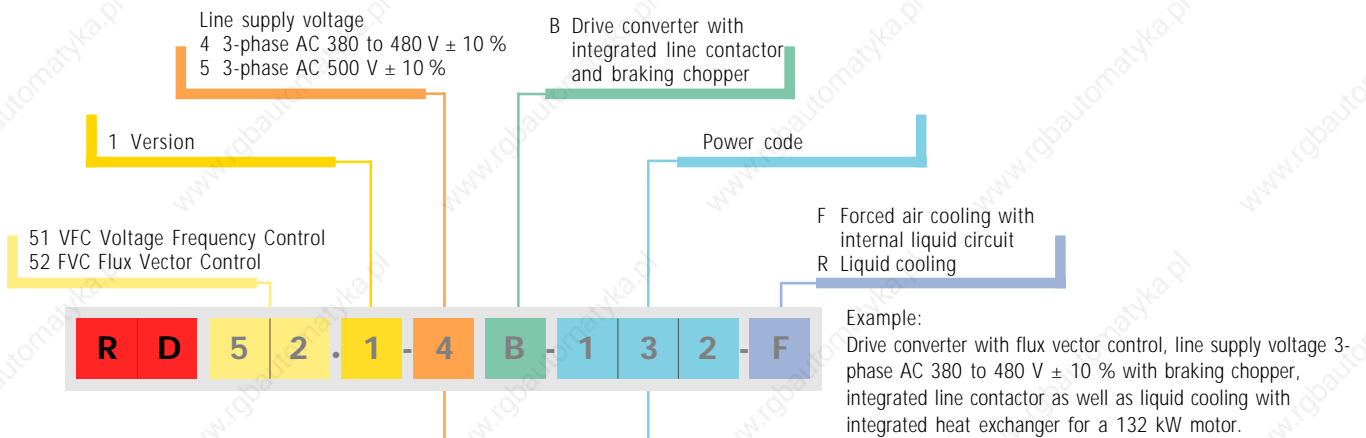 Line supply voltage
4 3-phase AC 380 to 480 V ± 10 %
5 3-phase AC 500 V ± 10 %
B Drive converter with
integrated line contactor
and braking chopper
1 Version
Power code
51 VFC Voltage Frequency Control
52 FVC Flux Vector Control
F Forced air cooling with
internal liquid circuit
R Liquid cooling
R D 5 2 . 1 - 4 B - 1 3 2 - F
Example:
Drive converter with flux vector control, line supply voltage 3-
phase AC 380 to 480 V ± 10 % with braking chopper,
integrated line contactor as well as liquid cooling with
integrated heat exchanger for a 132 kW motor.
www.rgbautomatyka.pl